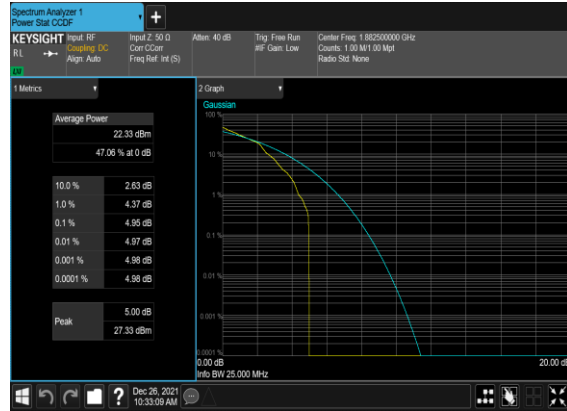 Spectrum Analyzer 1
Power Stat CCDF
+
KEYSIGHT
RL
Input: RF
Coupling: DC
Align: Auto
Input Z: 50 Ω
Corr CCorr
Freq Ref: Int (S)
Atten: 40 dB
Trig: Free Run
#IF Gain: Low
Center Freq: 1.882500000 GHz
Counts: 1.00 M/1.00 Mpt
Radio Std: None
1 Metrics
Average Power
22.33 dBm
47.06 % at 0 dB
10.0 % 2.63 dB
1.0 % 4.37 dB
0.1 % 4.95 dB
0.01 % 4.97 dB
0.001 % 4.98 dB
0.0001 % 4.98 dB
Peak
5.00 dB
27.33 dBm
2 Graph
Gaussian
100 %
10 %
1 %
0.1 %
0.01 %
0.001 %
0.0001 %
0.00 dB
20.00 dB
Info BW 25.000 MHz
?
Dec 26, 2021
10:33:09 AM